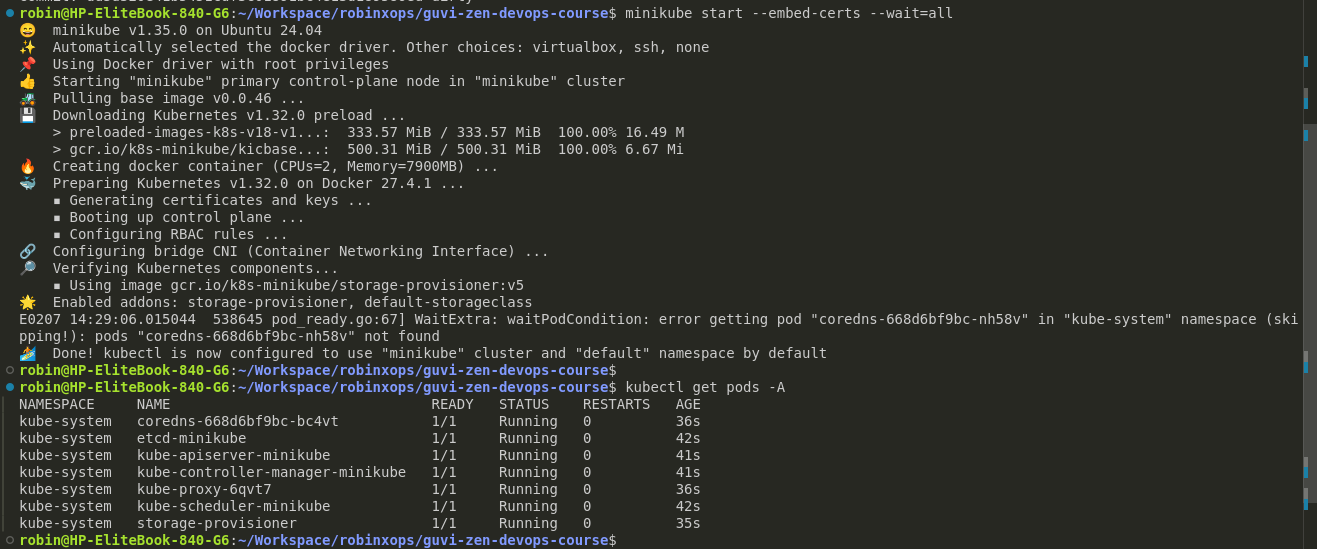 robin@HP-EliteBook-840-G6:~/Workspace/robinxops/guvi-zen-devops-course$ minikube start --embed-certs --wait=all
😄  minikube v1.35.0 on Ubuntu 24.04
✨  Automatically selected the docker driver. Other choices: virtualbox, ssh, none
📌  Using Docker driver with root privileges
👍  Starting "minikube" primary control-plane node in "minikube" cluster
🚜  Pulling base image v0.0.46 ...
💾  Downloading Kubernetes v1.32.0 preload ...
    > preloaded-images-k8s-v18-v1...:  333.57 MiB / 333.57 MiB  100.00% 16.49 M
    > gcr.io/k8s-minikube/kicbase...:  500.31 MiB / 500.31 MiB  100.00% 6.67 Mi
🔥  Creating docker container (CPUs=2, Memory=7900MB) ...
🐳  Preparing Kubernetes v1.32.0 on Docker 27.4.1 ...
    ▪ Generating certificates and keys ...
    ▪ Booting up control plane ...
    ▪ Configuring RBAC rules ...
🔗  Configuring bridge CNI (Container Networking Interface) ...
🔎  Verifying Kubernetes components...
    ▪ Using image gcr.io/k8s-minikube/storage-provisioner:v5
🌟  Enabled addons: storage-provisioner, default-storageclass
E0207 14:29:06.015044  538645 pod_ready.go:67] WaitExtra: waitPodCondition: error getting pod "coredns-668d6bf9bc-nh58v" in "kube-system" namespace (ski
pping!): pods "coredns-668d6bf9bc-nh58v" not found
🏄  Done! kubectl is now configured to use "minikube" cluster and "default" namespace by default
robin@HP-EliteBook-840-G6:~/Workspace/robinxops/guvi-zen-devops-course$
robin@HP-EliteBook-840-G6:~/Workspace/robinxops/guvi-zen-devops-course$ kubectl get pods -A
NAMESPACE     NAME                               READY   STATUS    RESTARTS   AGE
kube-system   coredns-668d6bf9bc-bc4vt           1/1     Running   0          36s
kube-system   etcd-minikube                      1/1     Running   0          42s
kube-system   kube-apiserver-minikube            1/1     Running   0          41s
kube-system   kube-controller-manager-minikube   1/1     Running   0          41s
kube-system   kube-proxy-6qvt7                   1/1     Running   0          36s
kube-system   kube-scheduler-minikube            1/1     Running   0          42s
kube-system   storage-provisioner                1/1     Running   0          35s
robin@HP-EliteBook-840-G6:~/Workspace/robinxops/guvi-zen-devops-course$